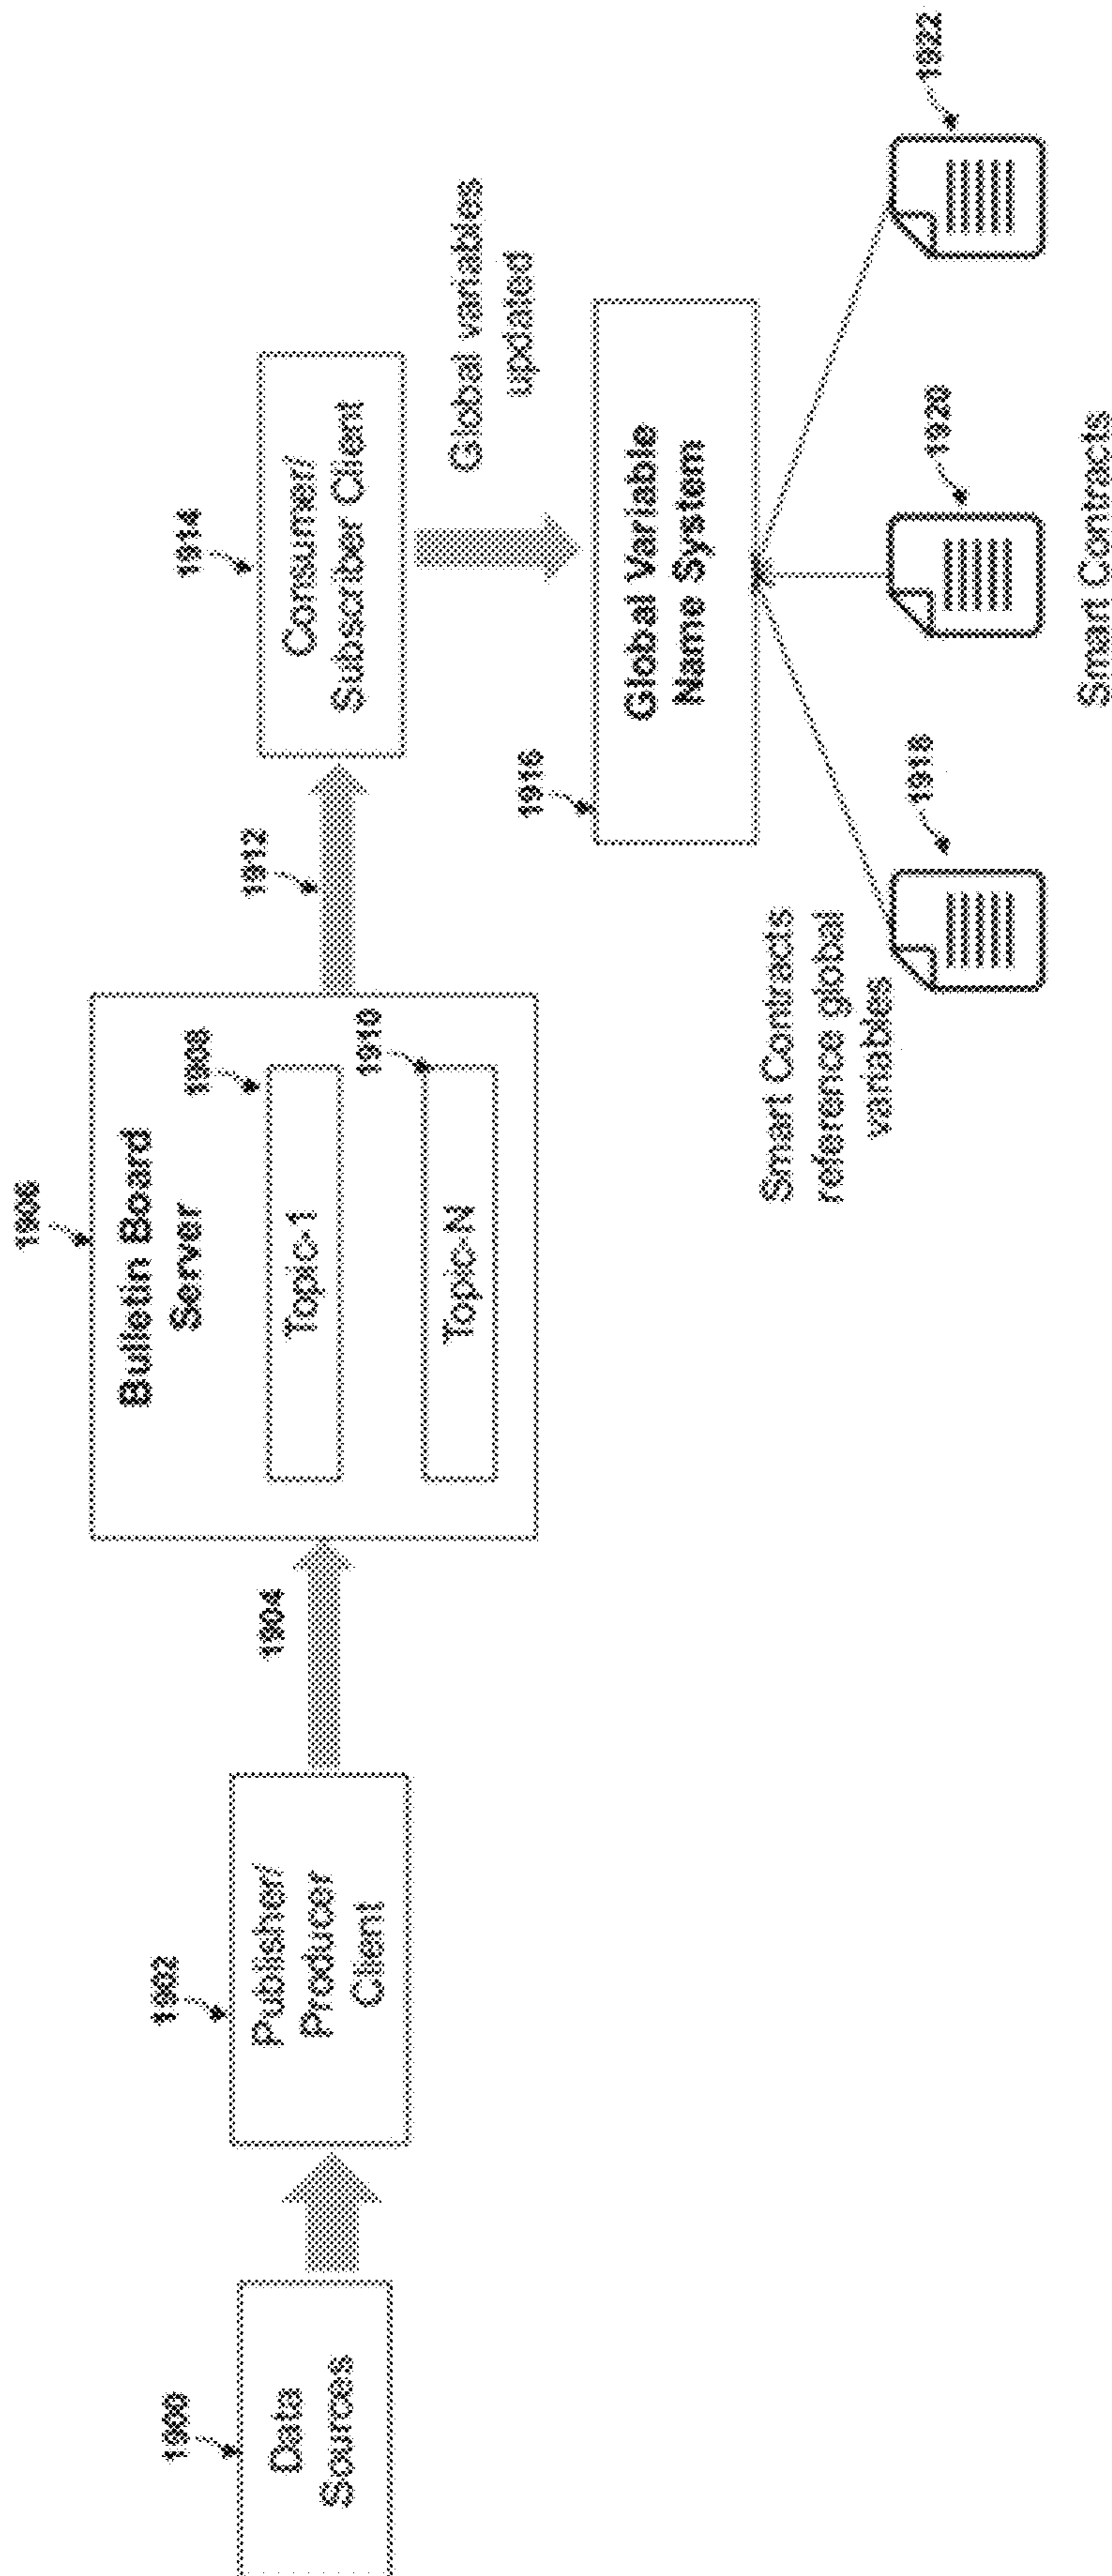 1900
Data
Sources
1902
Publisher/
Producer
Client
1904
1906
Bulletin Board
Server
1908
Topic-1
1910
Topic-N
1912
1914
Consumer/
Subscriber Client
Global variables
updated
1916
Global Variable
Name System
Smart Contracts
reference global
variables
1918
1920
1922
Smart Contracts